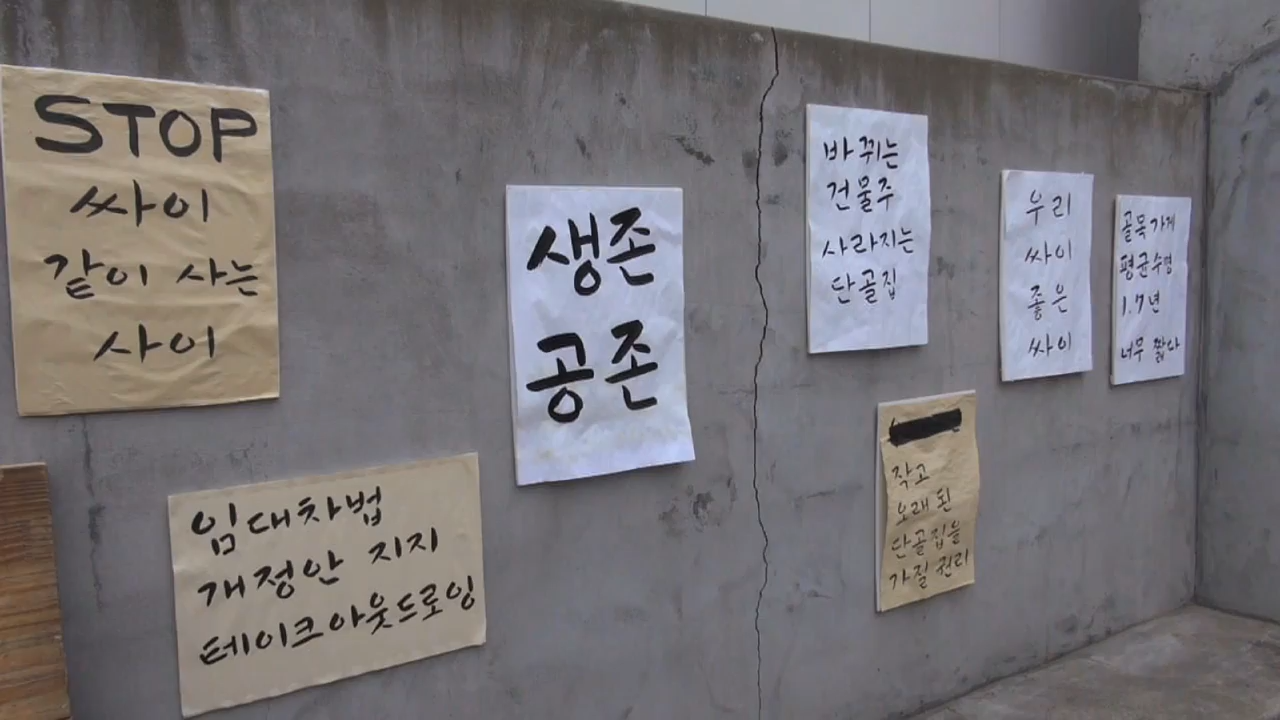 STOP
싸이
같이 사는
사이
임대차법
개정안 지지
테이크아웃드로잉
생존
공존
바뀌는
건물주
사라지는
단골집
작고
오래된
단골집을
가질 권리
우리
싸이
좋은
싸이
골목가게
평균수명
1.7년
너무 짧다